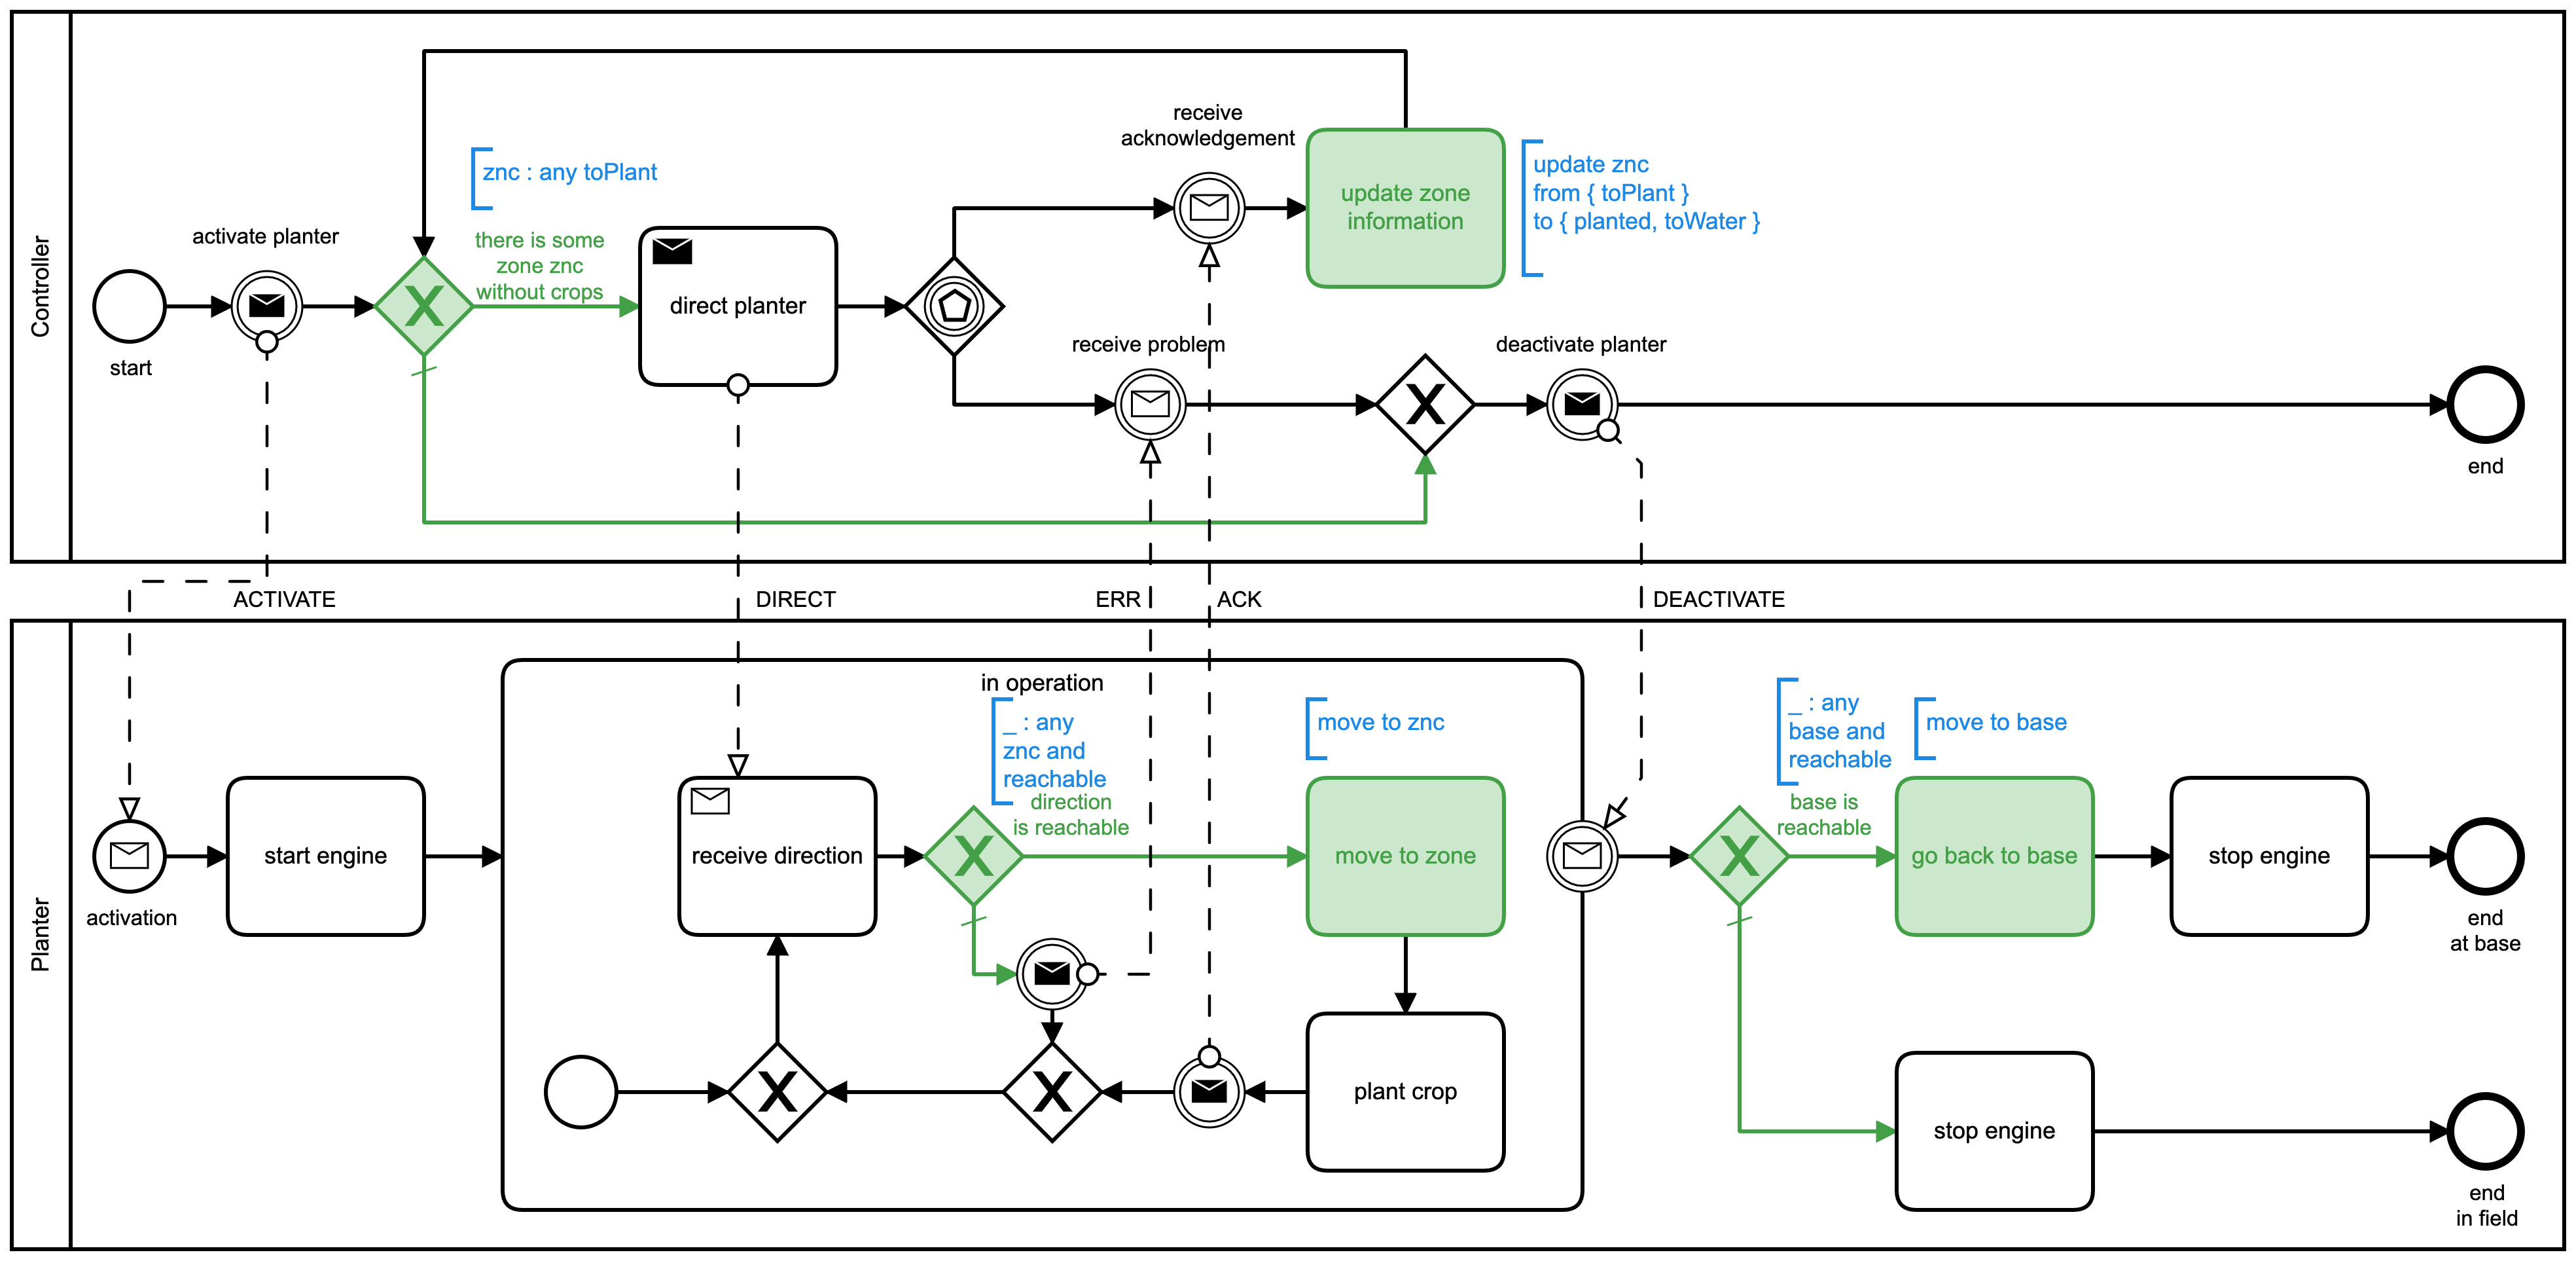 Controller
receive
acknowledgement
znc : any toPlant
update znc
from { toPlant }
to { planted, toWater }
update zone
information
activate planter
there is some
zone znc
without crops
direct planter
X
start
receive problem
deactivate planter
X
end
ACTIVATE
DIRECT
ERR
ACK
DEACTIVATE
Planter
in operation
_ : any
znc and
reachable
move to znc
_ : any
base and
reachable
move to base
direction
is reachable
base is
reachable
start engine
receive direction
X
move to zone
X
go back to base
stop engine
activation
end
at base
X
X
plant crop
stop engine
end
in field